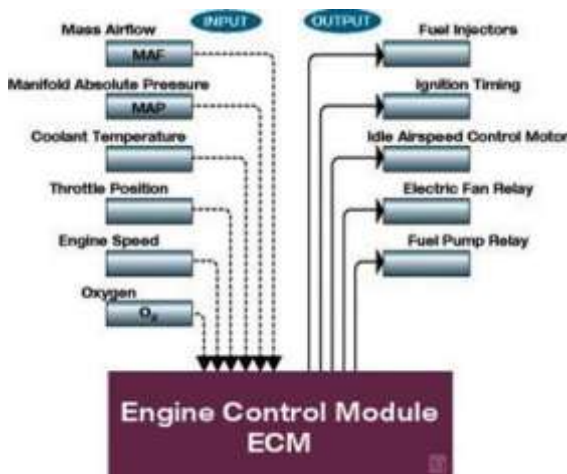 INPUT
OUTPUT
Mass Airflow
MAF
Manifold Absolute Pressure
MAP
Coolant Temperature
Throttle Position
Engine Speed
Oxygen
O₂
Fuel Injectors
Ignition Timing
Idle Airspeed Control Motor
Electric Fan Relay
Fuel Pump Relay
Engine Control Module
ECM